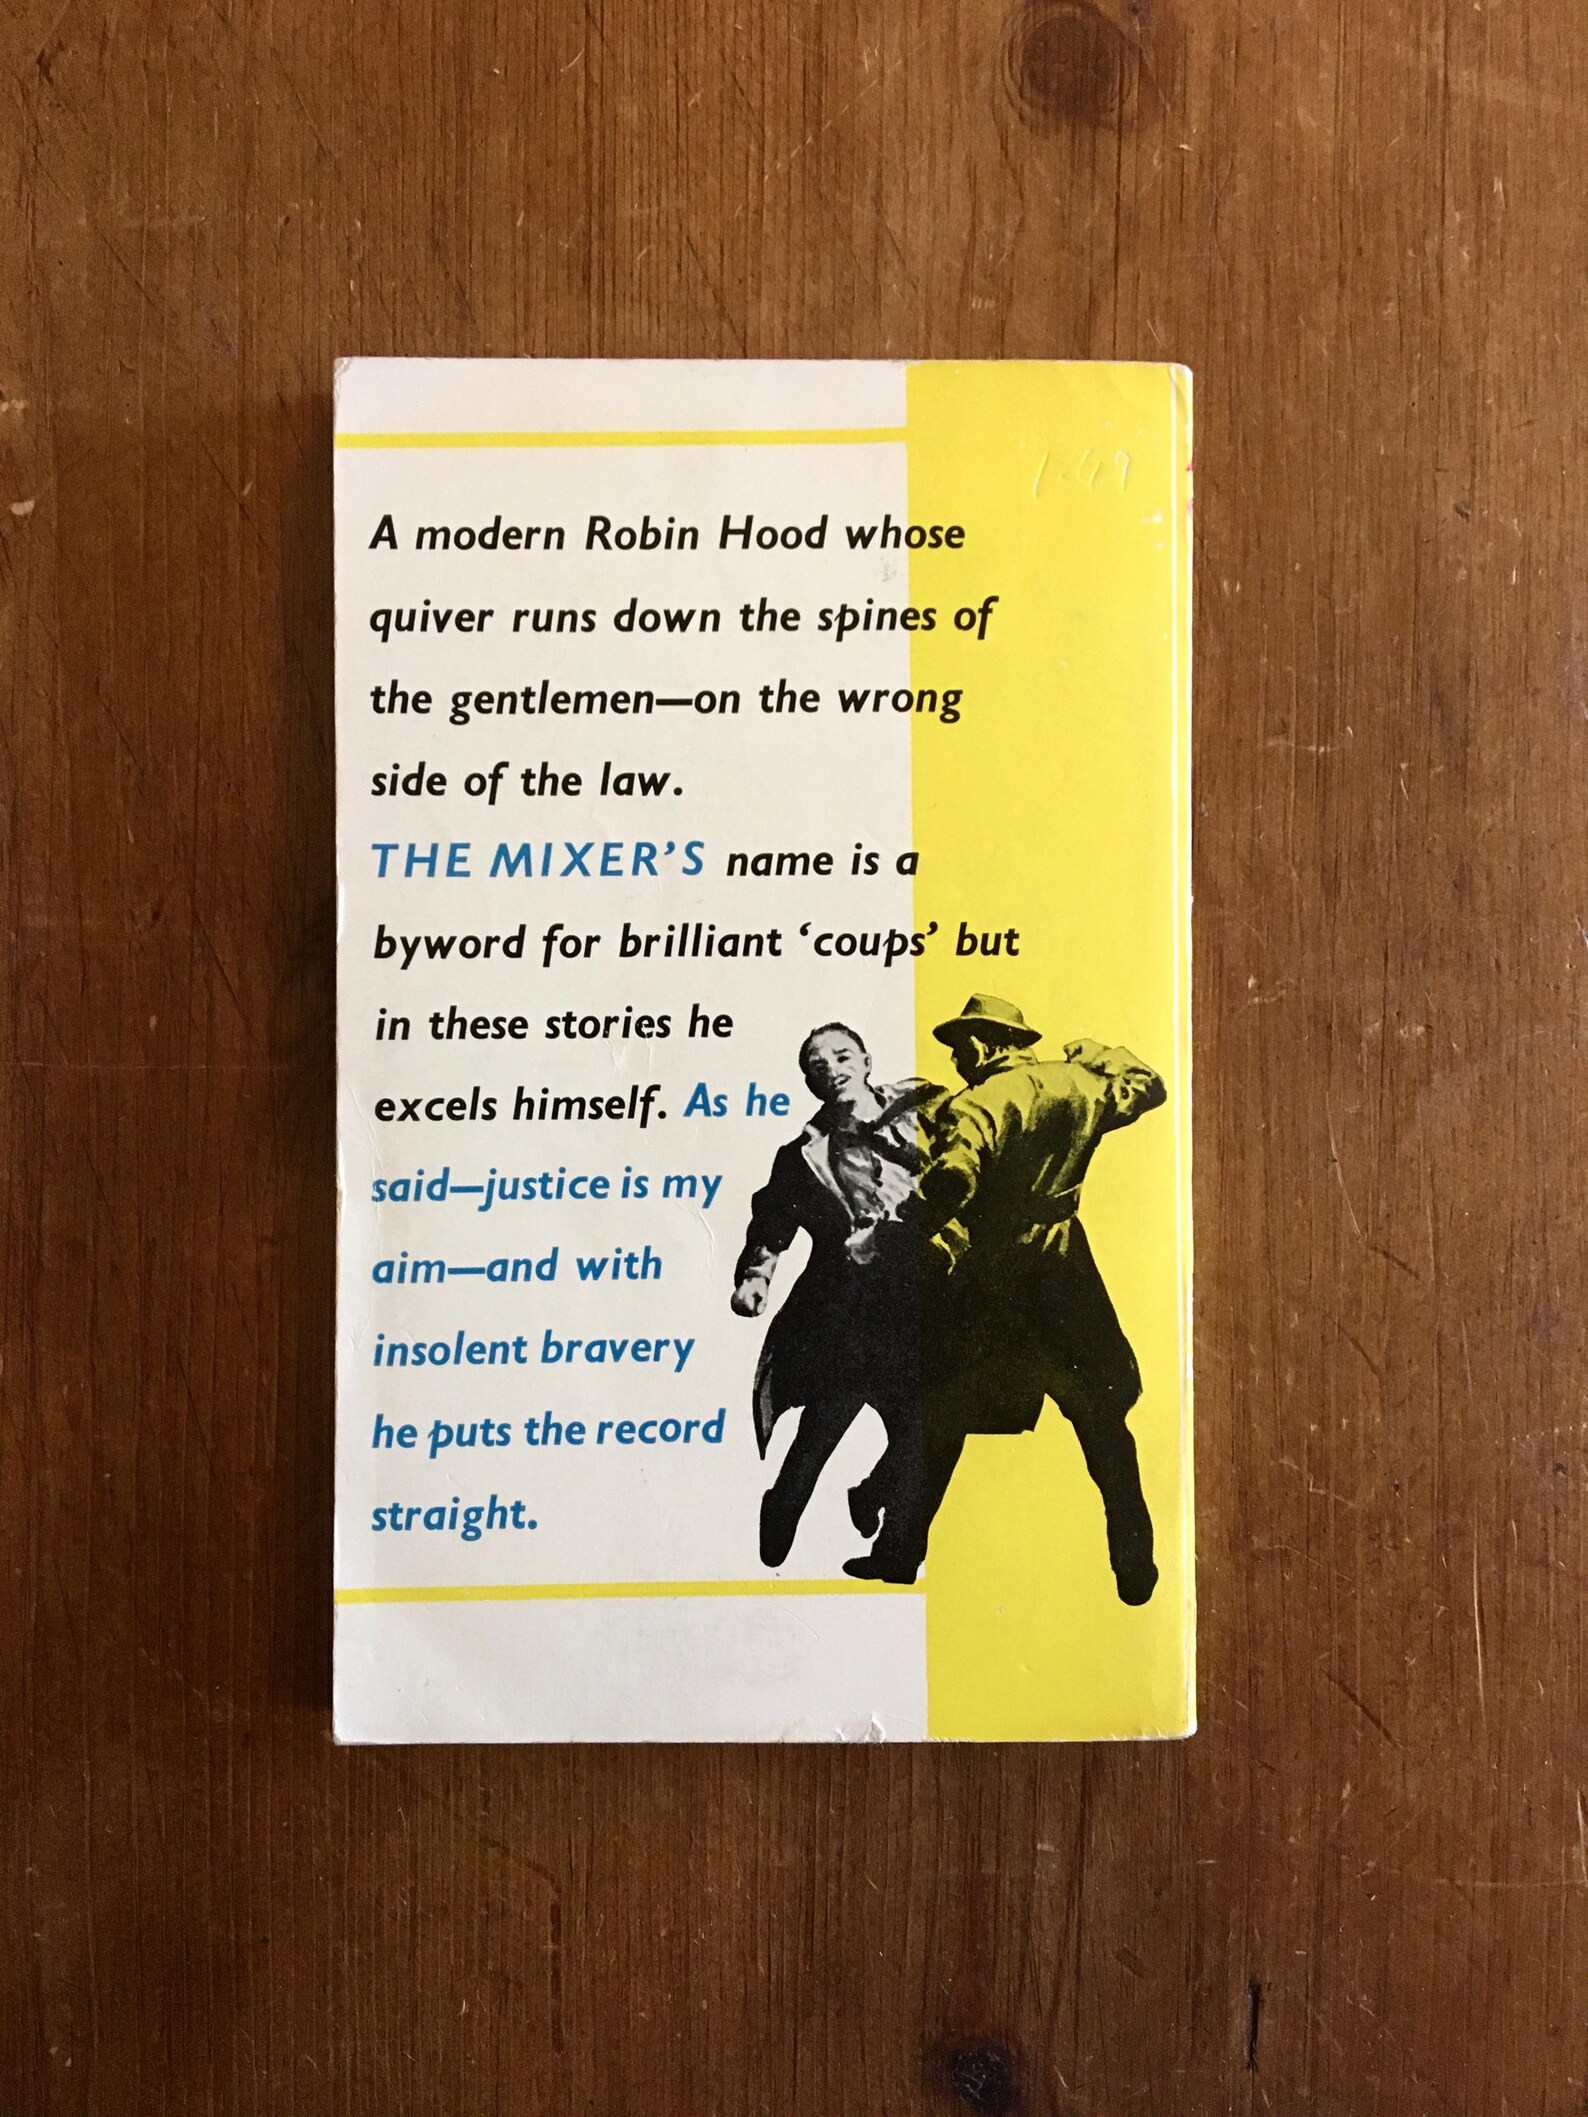 1.49
A modern Robin Hood whose
quiver runs down the spines of
the gentlemen—on the wrong
side of the law.
THE MIXER’S name is a
byword for brilliant ‘coups’ but
in these stories he
excels himself. As he
said—justice is my
aim—and with
insolent bravery
he puts the record
straight.